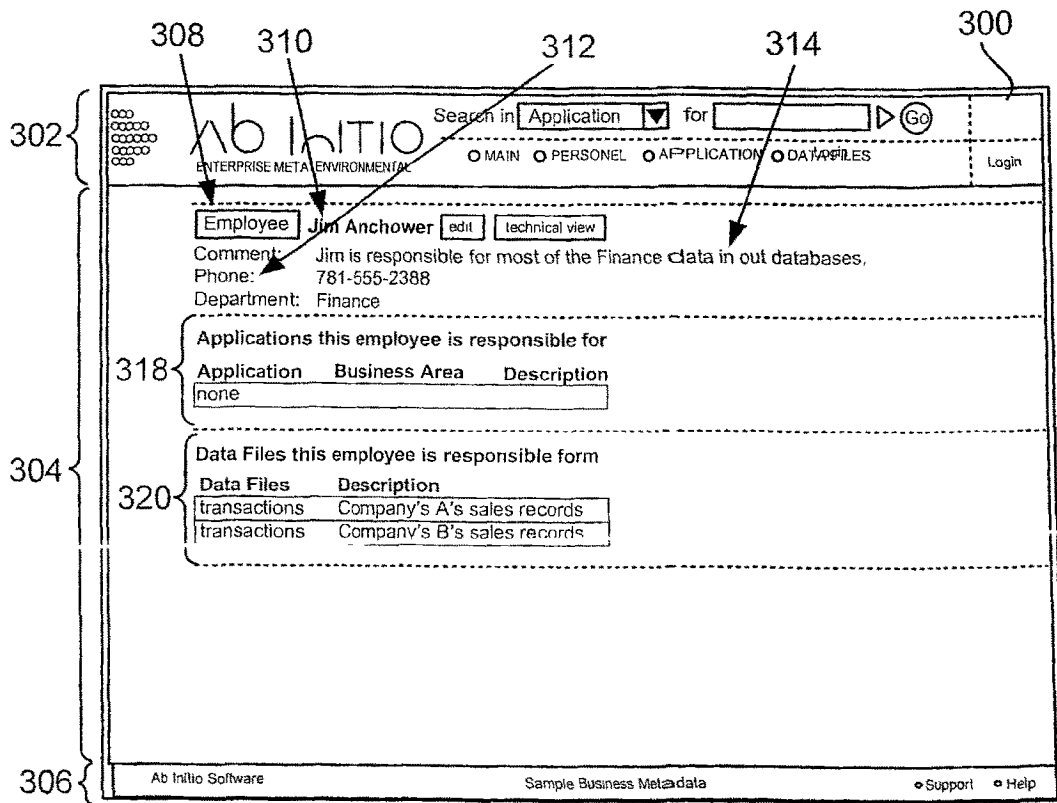 308 310 312 314 300
302
Ab INITIO
ENTERPRISE META ENVIRONMENTAL
Search in Application for Go
MAIN PERSONEL APPLICATION DATAFILES
Login
Employee Jim Anchower edit technical view
Comment: Jim is responsible for most of the Finance data in out databases,
Phone: 781-555-2388
Department: Finance
318
Applications this employee is responsible for
Application Business Area Description
none
304
320
Data Files this employee is responsible form
Data Files Description
transactions Company's A's sales records
transactions Company's B's sales records
306
Ab Initio Software Sample Business Metadata Support Help